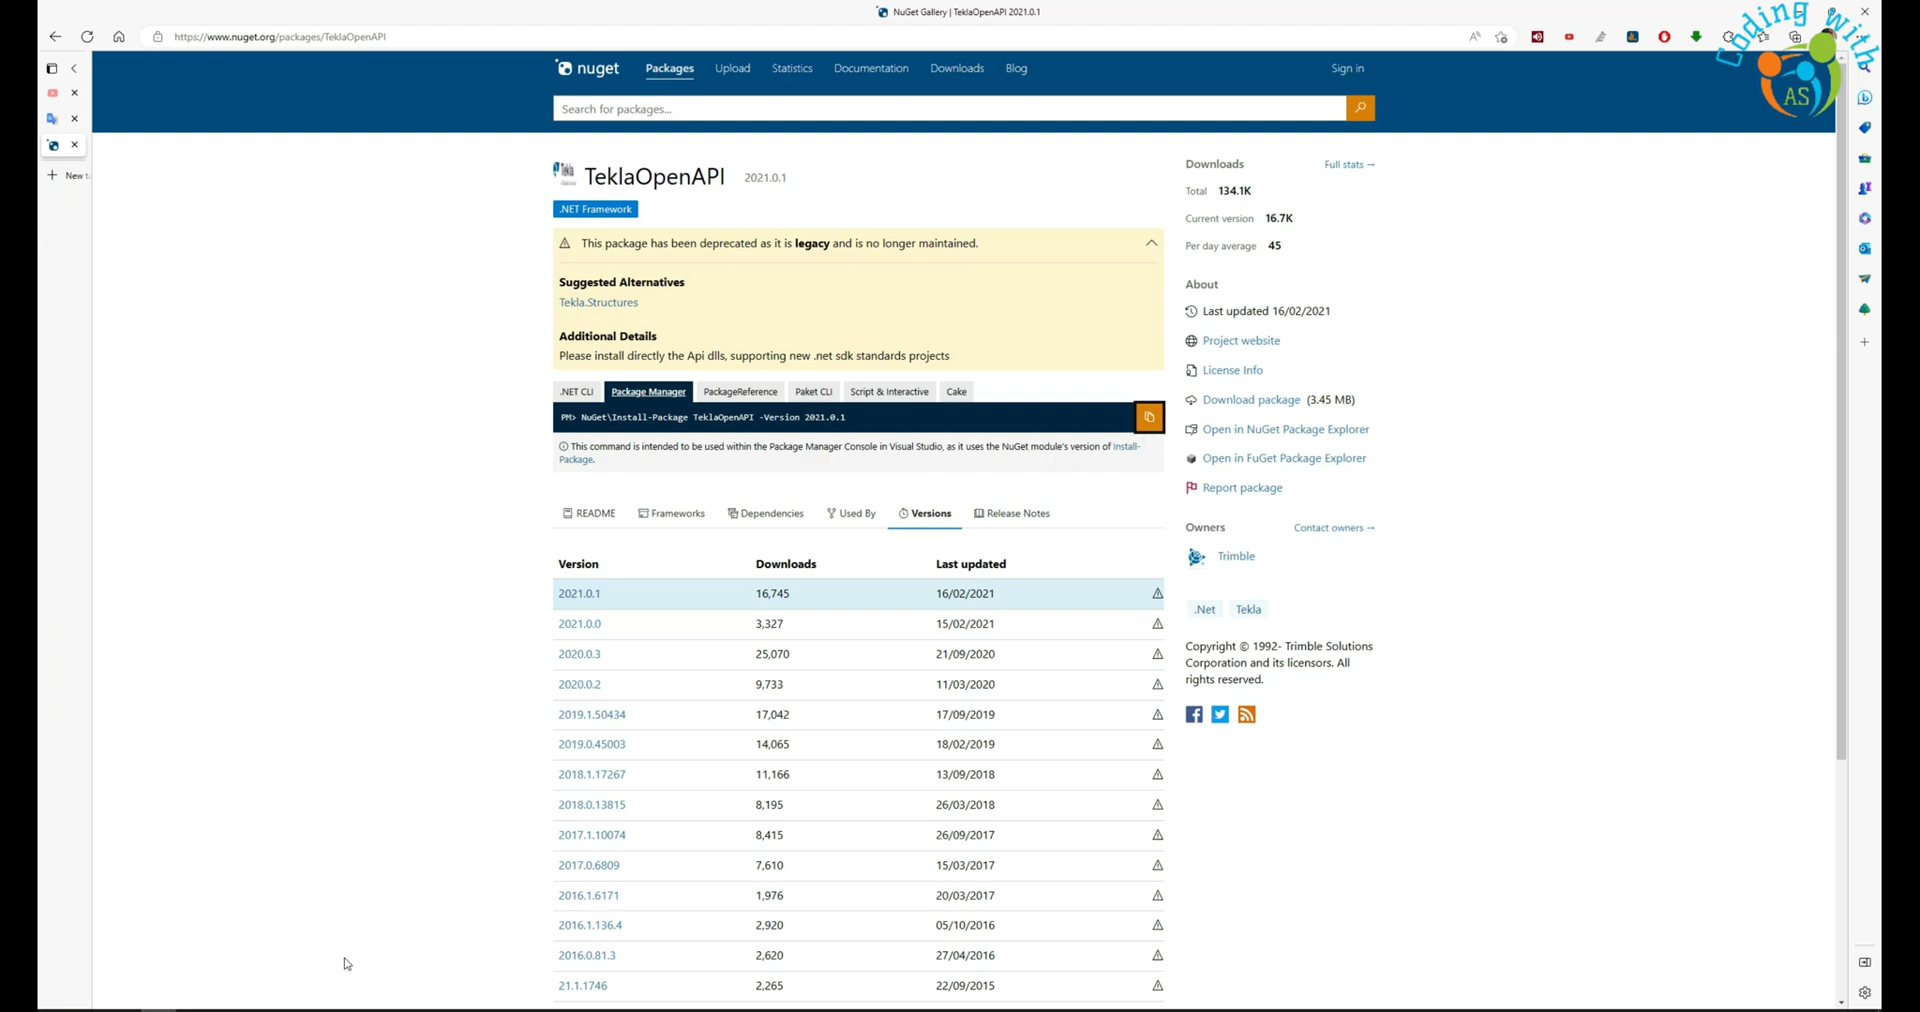 NuGet Gallery | TeklaOpenAPI 2021.0.1
https://www.nuget.org/packages/TeklaOpenAPI
Coding with
AS
New t
nuget
Packages
Upload
Statistics
Documentation
Downloads
Blog
Sign in
Search for packages...
TeklaOpenAPI 2021.0.1
.NET Framework
This package has been deprecated as it is legacy and is no longer maintained.
Suggested Alternatives
Tekla.Structures
Additional Details
Please install directly the Api dlls, supporting new .net sdk standards projects
.NET CLI
Package Manager
PackageReference
Paket CLI
Script & Interactive
Cake
PM> NuGet\Install-Package TeklaOpenAPI -Version 2021.0.1
This command is intended to be used within the Package Manager Console in Visual Studio, as it uses the NuGet module's version of Install-
Package.
README
Frameworks
Dependencies
Used By
Versions
Release Notes
Version Downloads Last updated
2021.0.1 16,745 16/02/2021
2021.0.0 3,327 15/02/2021
2020.0.3 25,070 21/09/2020
2020.0.2 9,733 11/03/2020
2019.1.50434 17,042 17/09/2019
2019.0.45003 14,065 18/02/2019
2018.1.17267 11,166 13/09/2018
2018.0.13815 8,195 26/03/2018
2017.1.10074 8,415 26/09/2017
2017.0.6809 7,610 15/03/2017
2016.1.6171 1,976 20/03/2017
2016.1.136.4 2,920 05/10/2016
2016.0.81.3 2,620 27/04/2016
21.1.1746 2,265 22/09/2015
Downloads Full stats →
Total 134.1K
Current version 16.7K
Per day average 45
About
Last updated 16/02/2021
Project website
License Info
Download package (3.45 MB)
Open in NuGet Package Explorer
Open in FuGet Package Explorer
Report package
Owners Contact owners →
Trimble
.Net Tekla
Copyright © 1992- Trimble Solutions
Corporation and its licensors. All
rights reserved.